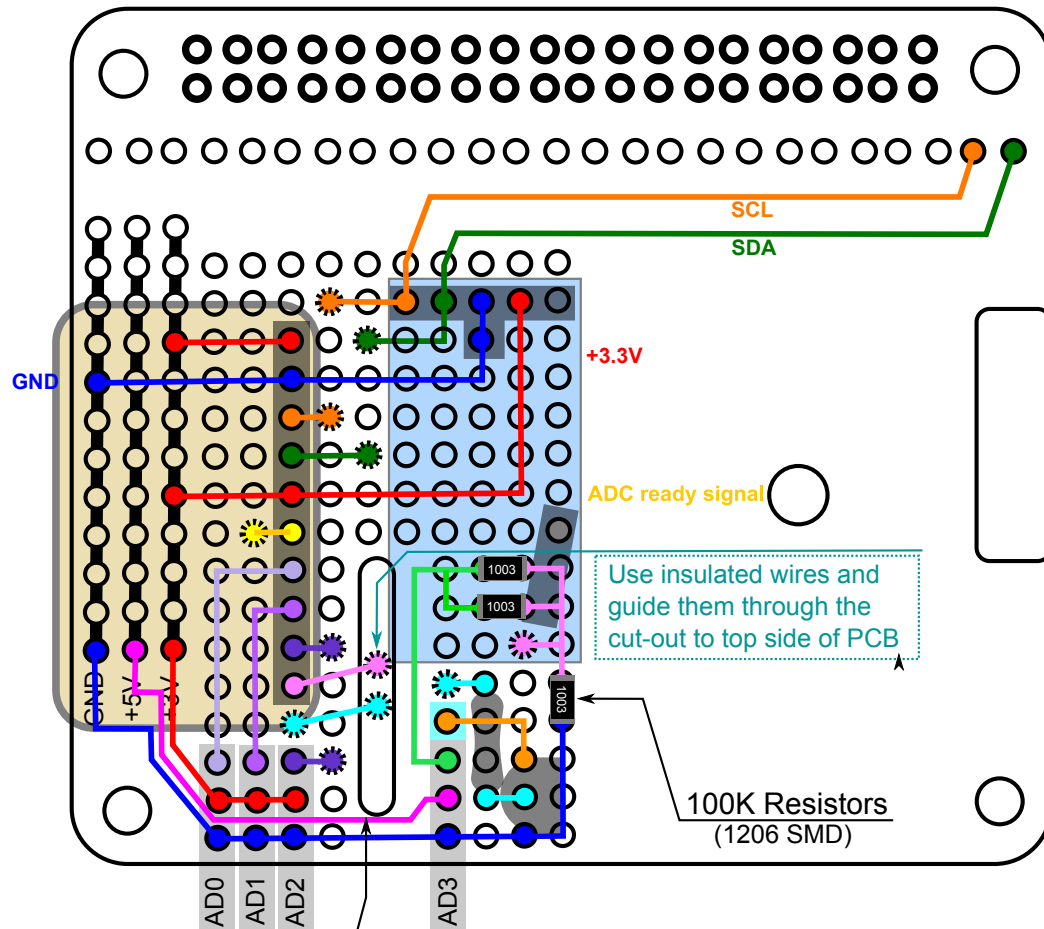 SCL
SDA
+3.3V
GND
ADC ready signal
1003
1003
Use insulated wires and
guide them through the
cut-out to top side of PCB
1003
GND
+5V
+3V
100K Resistors
(1206 SMD)
AD0
AD1
AD2
AD3